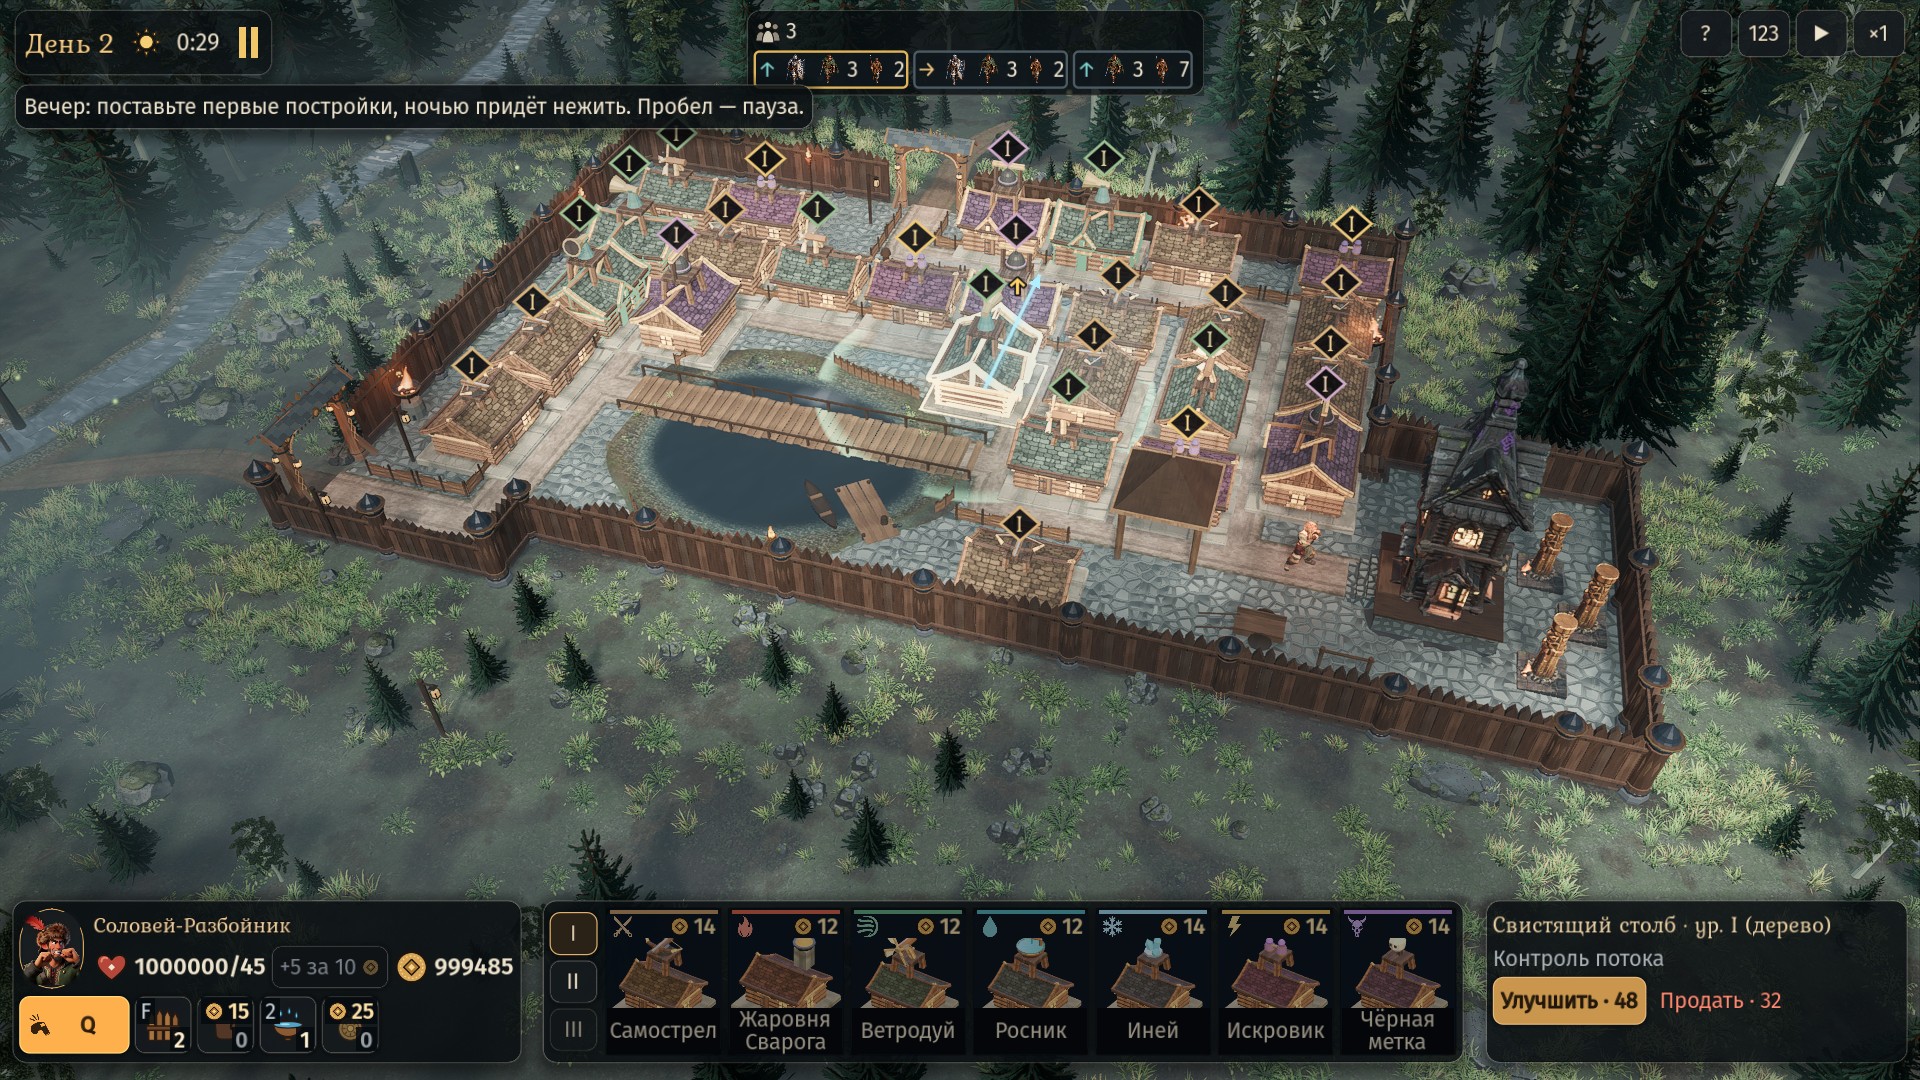 День 2 0:29
3
3 2 3 2 3 7
? 123 ×1
Вечер: поставьте первые постройки, ночью придёт нежить. Пробел — пауза.
Соловей-Разбойник
1000000/45 +5 за 10 999485
Q F 2 15 0 2 1 25 0
I
II
III
14 12 12 12 14 14 14
Самострел
Жаровня
Сварога
Ветродуй
Росник
Иней
Искровик
Чёрная
метка
Свистящий столб · ур. I (дерево)
Контроль потока
Улучшить · 48 Продать · 32